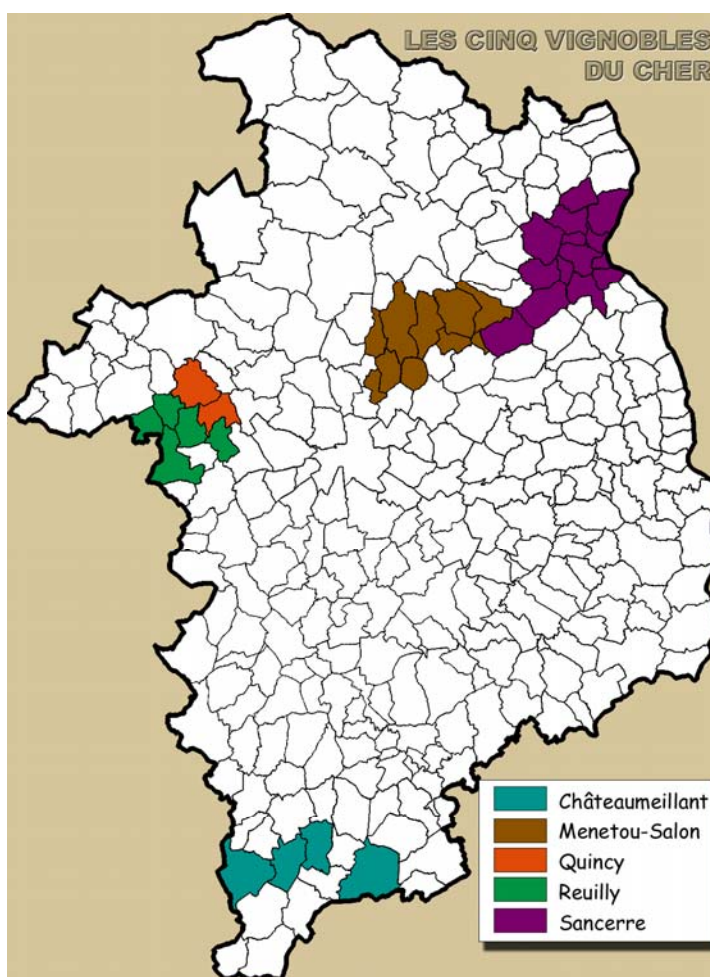 LES CINQ VIGNOBLES
DU CHER
Châteaumeillant
Menetou-Salon
Quincy
Reuilly
Sancerre